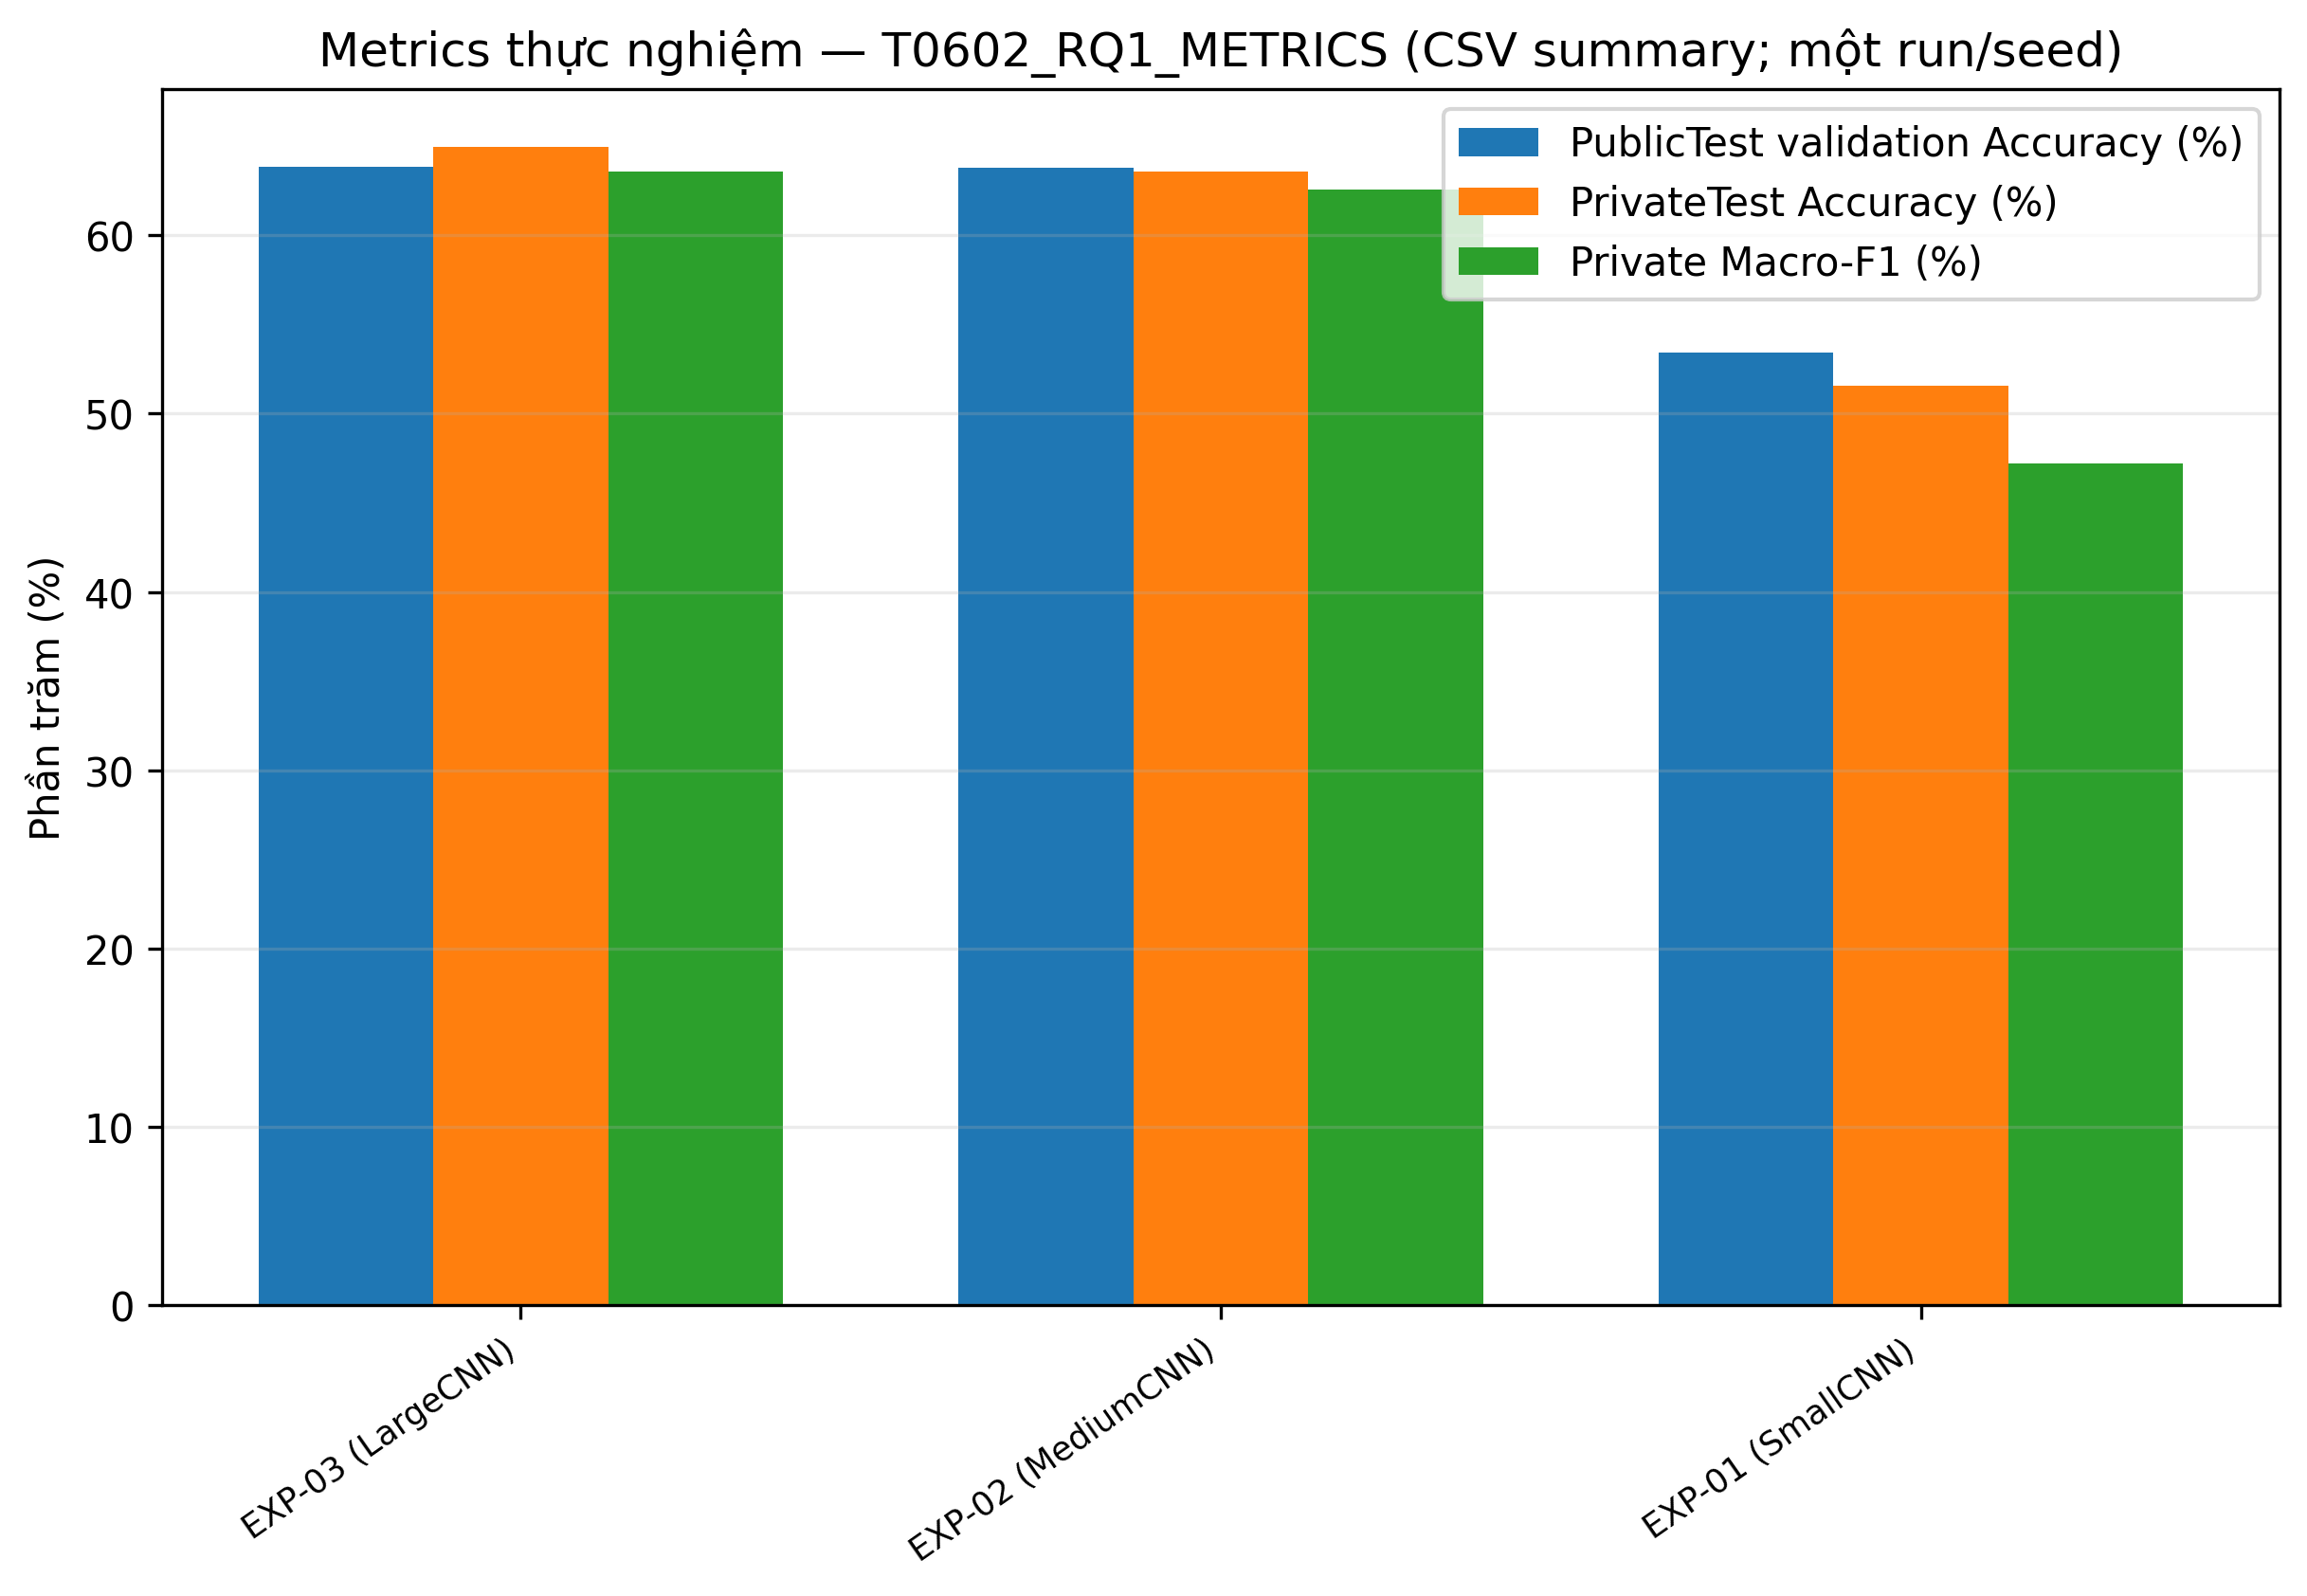 Metrics thực nghiệm — T0602_RQ1_METRICS (CSV summary; một run/seed)
PublicTest validation Accuracy (%)
PrivateTest Accuracy (%)
Private Macro-F1 (%)
Phần trăm (%)
60
50
40
30
20
10
0
EXP-03 (LargeCNN)
EXP-02 (MediumCNN)
EXP-01 (SmallCNN)